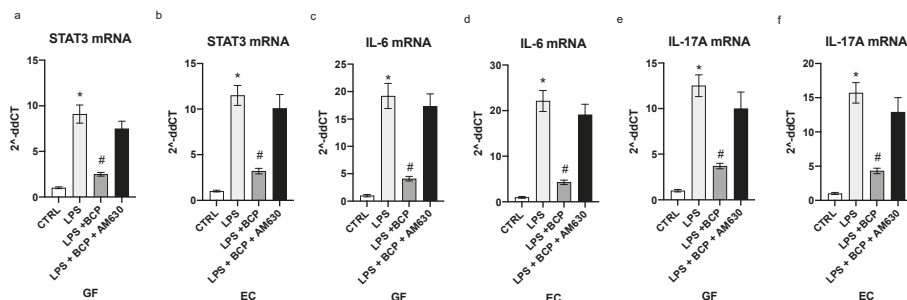 a
STAT3 mRNA
2^-ddCT
15
10
5
0
*
#
CTRL
LPS
LPS +BCP
LPS + BCP + AM630
GF
b
STAT3 mRNA
2^-ddCT
15
10
5
0
*
#
CTRL
LPS
LPS +BCP
LPS + BCP + AM630
EC
c
IL-6 mRNA
2^-ddCT
25
20
15
10
5
0
*
#
CTRL
LPS
LPS +BCP
LPS + BCP + AM630
GF
d
IL-6 mRNA
2^-ddCT
30
20
10
0
*
#
CTRL
LPS
LPS +BCP
LPS + BCP + AM630
EC
e
IL-17A mRNA
2^-ddCT
15
10
5
0
*
#
CTRL
LPS
LPS +BCP
LPS + BCP + AM630
GF
f
IL-17A mRNA
2^-ddCT
20
15
10
5
0
*
#
CTRL
LPS
LPS +BCP
LPS + BCP + AM630
EC